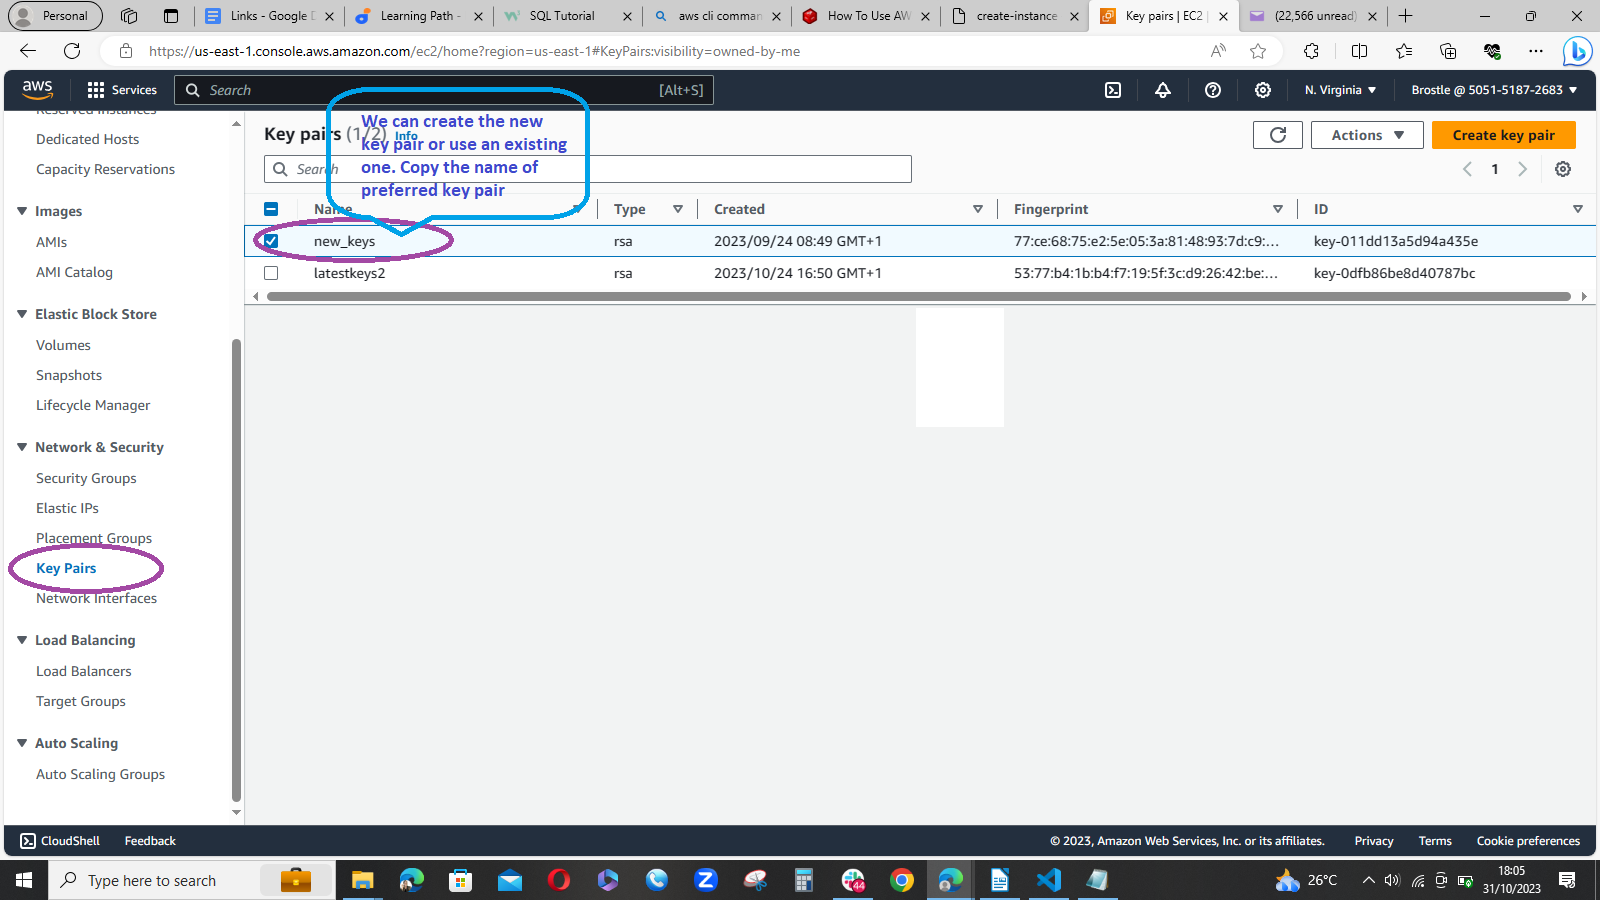 Personal
Links - Google D
Learning Path -
SQL Tutorial
aws cli comman
How To Use AW
create-instance
Key pairs | EC2 |
(22,566 unread)
https://us-east-1.console.aws.amazon.com/ec2/home?region=us-east-1#KeyPairs:visibility=owned-by-me
aws
Services
Search
[Alt+S]
N. Virginia
Brostle @ 5051-5187-2683
Reserved Instances
Dedicated Hosts
Capacity Reservations
Images
AMIs
AMI Catalog
Elastic Block Store
Volumes
Snapshots
Lifecycle Manager
Network & Security
Security Groups
Elastic IPs
Placement Groups
Key Pairs
Network Interfaces
Load Balancing
Load Balancers
Target Groups
Auto Scaling
Auto Scaling Groups
Key pairs (1/2) Info
We can create the new
key pair or use an existing
one. Copy the name of
preferred key pair
Actions
Create key pair
Search
1
Name Type Created Fingerprint ID
new_keys rsa 2023/09/24 08:49 GMT+1 77:ce:68:75:e2:5e:05:3a:81:48:93:7d:c9:... key-011dd13a5d94a435e
latestkeys2 rsa 2023/10/24 16:50 GMT+1 53:77:b4:1b:b4:f7:19:5f:3c:d9:26:42:be:... key-0dfb86be8d40787bc
CloudShell
Feedback
© 2023, Amazon Web Services, Inc. or its affiliates.
Privacy
Terms
Cookie preferences
Type here to search
44
26°C
18:05
31/10/2023